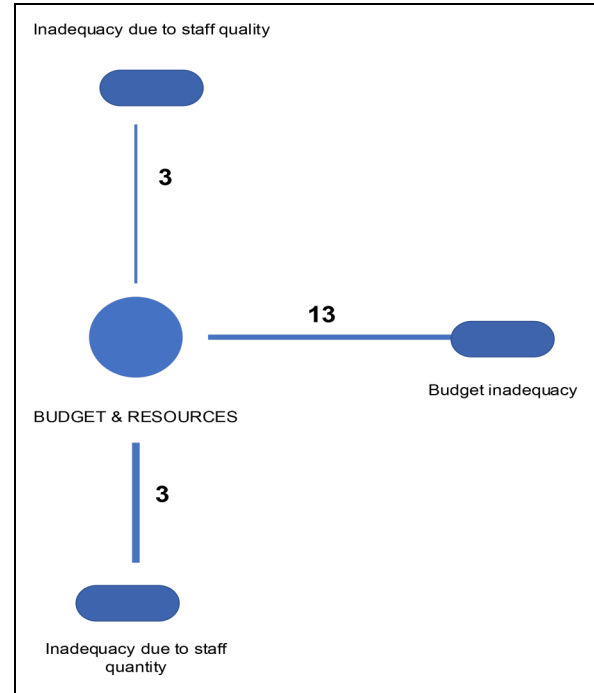 Inadequacy due to staff quality
3
13
Budget inadequacy
BUDGET & RESOURCES
3
Inadequacy due to staff
quantity